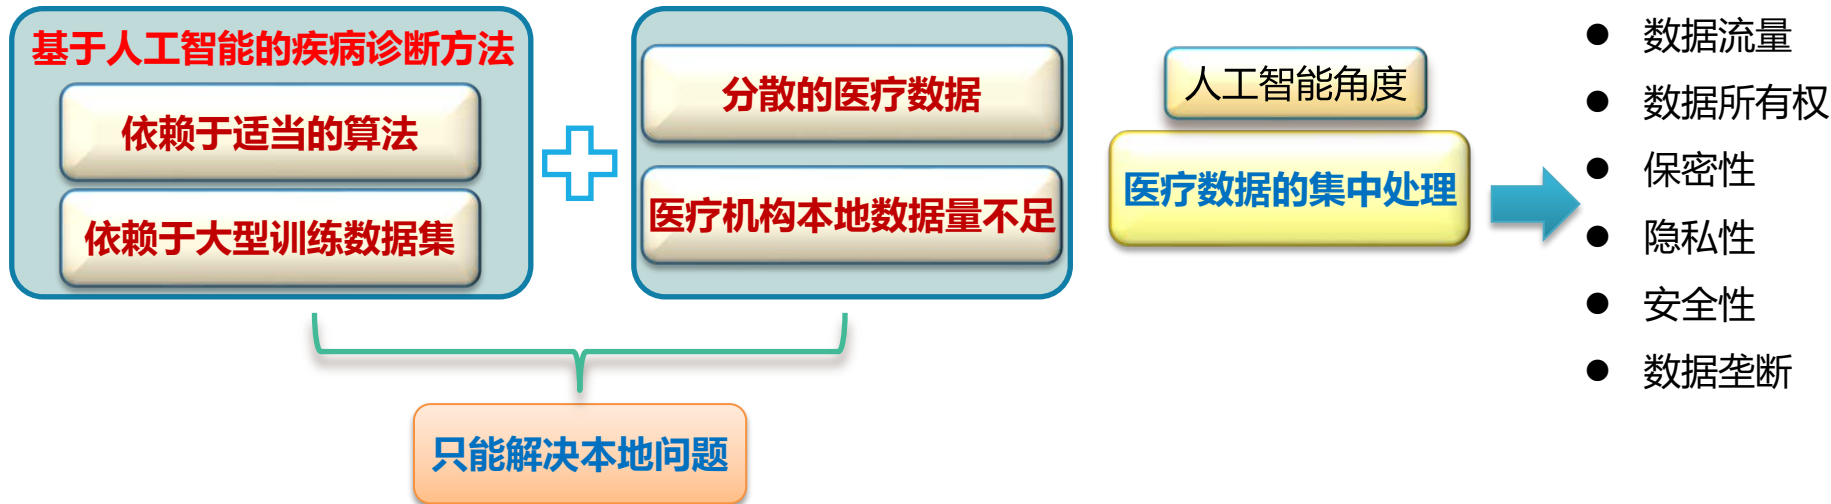 基于人工智能的疾病诊断方法
依赖于适当的算法
依赖于大型训练数据集
分散的医疗数据
医疗机构本地数据量不足
只能解决本地问题
人工智能角度
医疗数据的集中处理
● 数据流量
● 数据所有权
● 保密性
● 隐私性
● 安全性
● 数据垄断